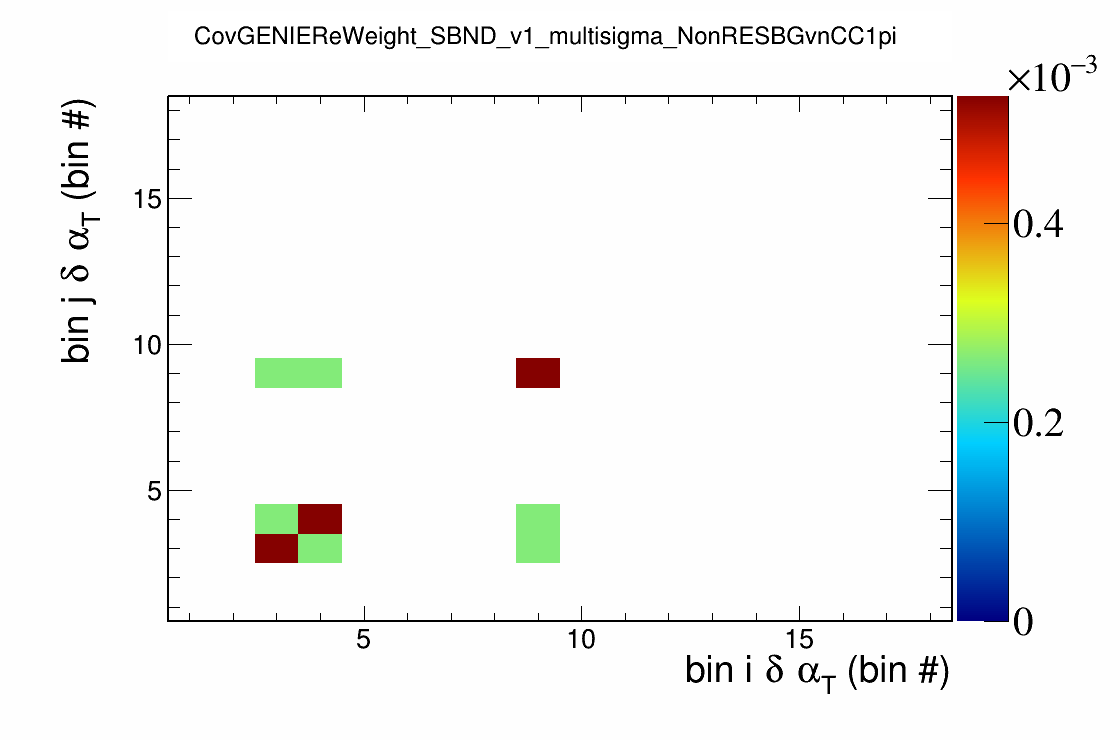 CovGENIEReWeight_SBND_v1_multisigma_NonRESBGvnCC1pi
×10⁻³
bin j δ α_T (bin #)
15
10
5
5 10 15
bin i δ α_T (bin #)
0.4
0.2
0